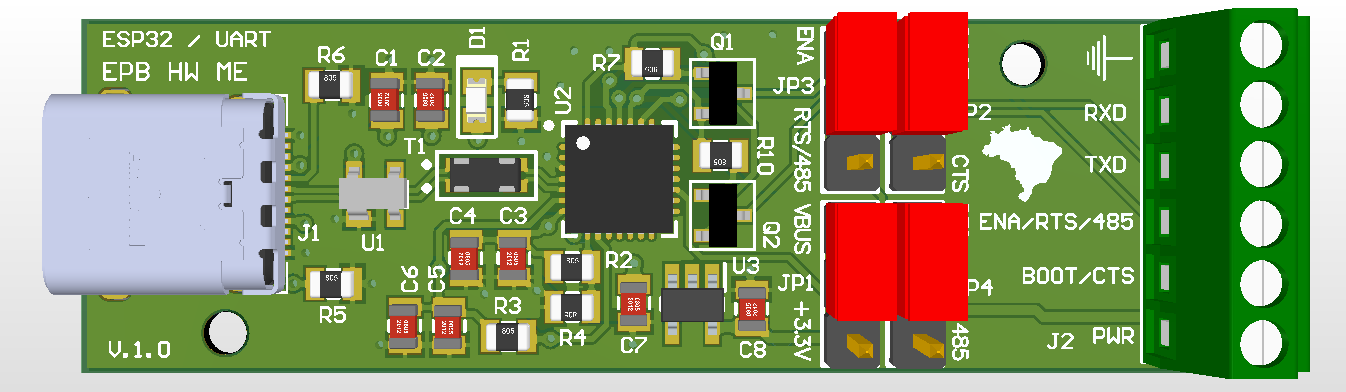 ESP32 / UART
EPB HW ME
R6
C1
C2
D1
R1
U2
R7
Q1
ENA
JP3
RTS/485
P2
CTS
RXD
TXD
ENA/RTS/485
BOOT/CTS
PWR
J2
T1
R10
Q2
J1
U1
C4
C3
VBUS
R5
C6
C5
R2
R3
R4
U3
C7
C8
JP1
+3.3V
P4
485
V.1.0